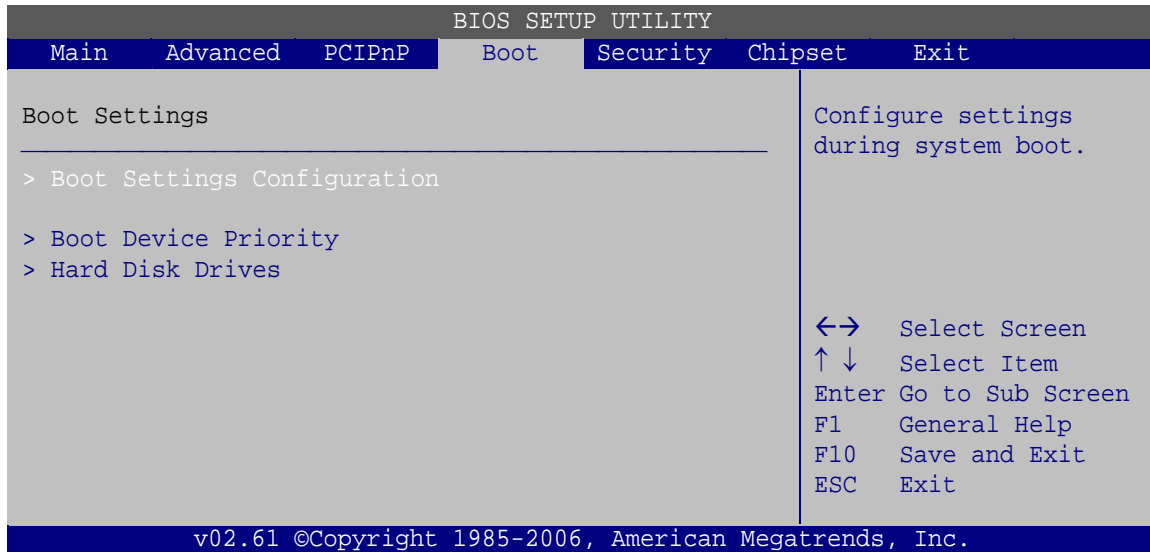 BIOS SETUP UTILITY
Main Advanced PCIPnP Boot Security Chipset Exit
Boot Settings
> Boot Settings Configuration
> Boot Device Priority
> Hard Disk Drives
Configure settings
during system boot.
←→ Select Screen
↑ ↓ Select Item
Enter Go to Sub Screen
F1 General Help
F10 Save and Exit
ESC Exit
v02.61 ©Copyright 1985-2006, American Megatrends, Inc.